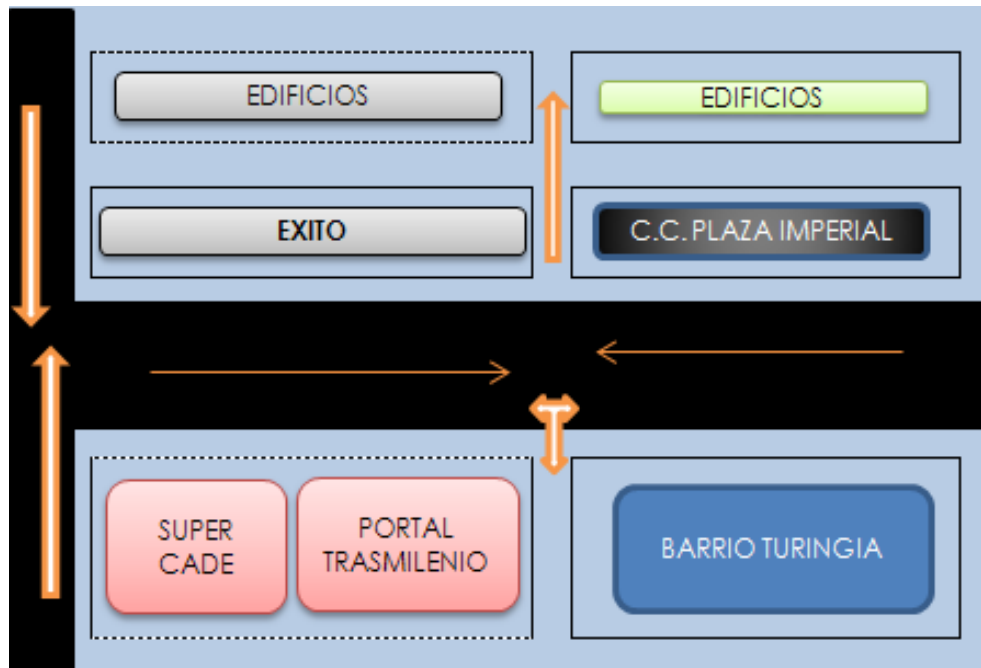 EDIFICIOS
EDIFICIOS
EXITO
C.C. PLAZA IMPERIAL
SUPER
CADE
PORTAL
TRASMILENIO
BARRIO TURINGIA